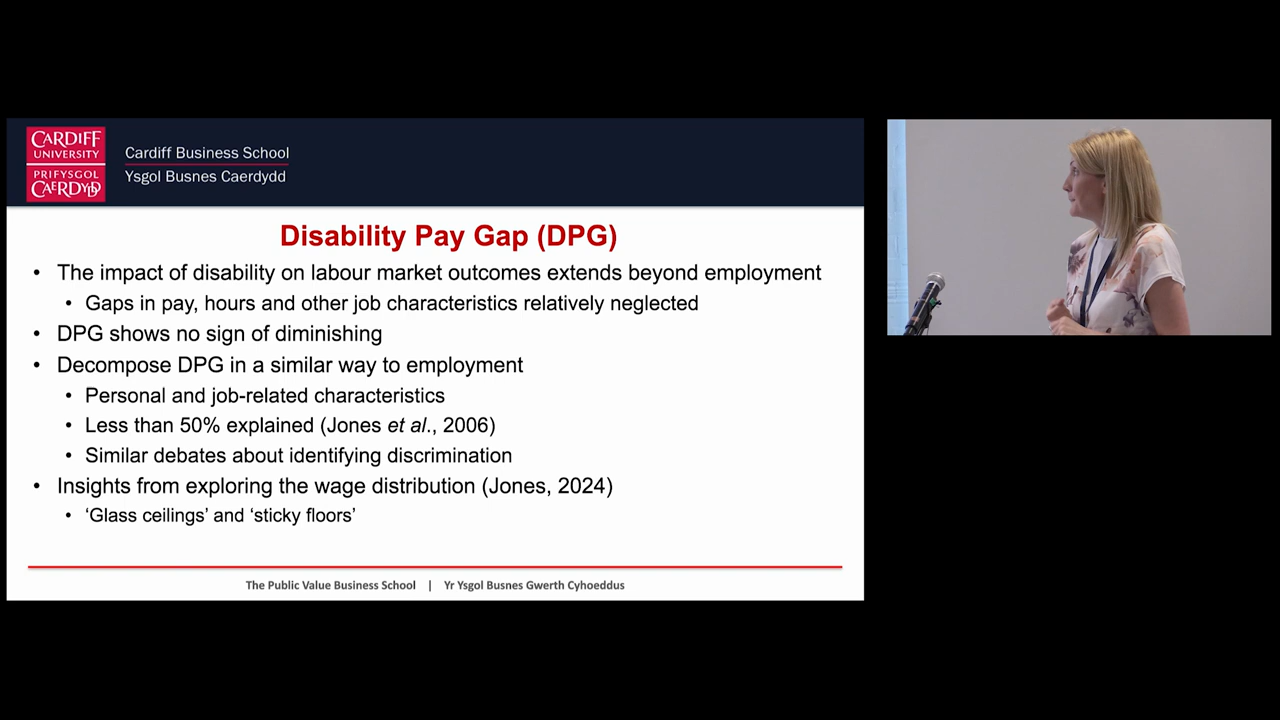 CARDIFF
UNIVERSITY
PRIFYSGOL
CAERDYDD
Cardiff Business School
Ysgol Busnes Caerdydd
Disability Pay Gap (DPG)
• The impact of disability on labour market outcomes extends beyond employment
• Gaps in pay, hours and other job characteristics relatively neglected
• DPG shows no sign of diminishing
• Decompose DPG in a similar way to employment
• Personal and job-related characteristics
• Less than 50% explained (Jones et al., 2006)
• Similar debates about identifying discrimination
• Insights from exploring the wage distribution (Jones, 2024)
• ‘Glass ceilings’ and ‘sticky floors’
The Public Value Business School | Yr Ysgol Busnes Gwerth Cyhoeddus